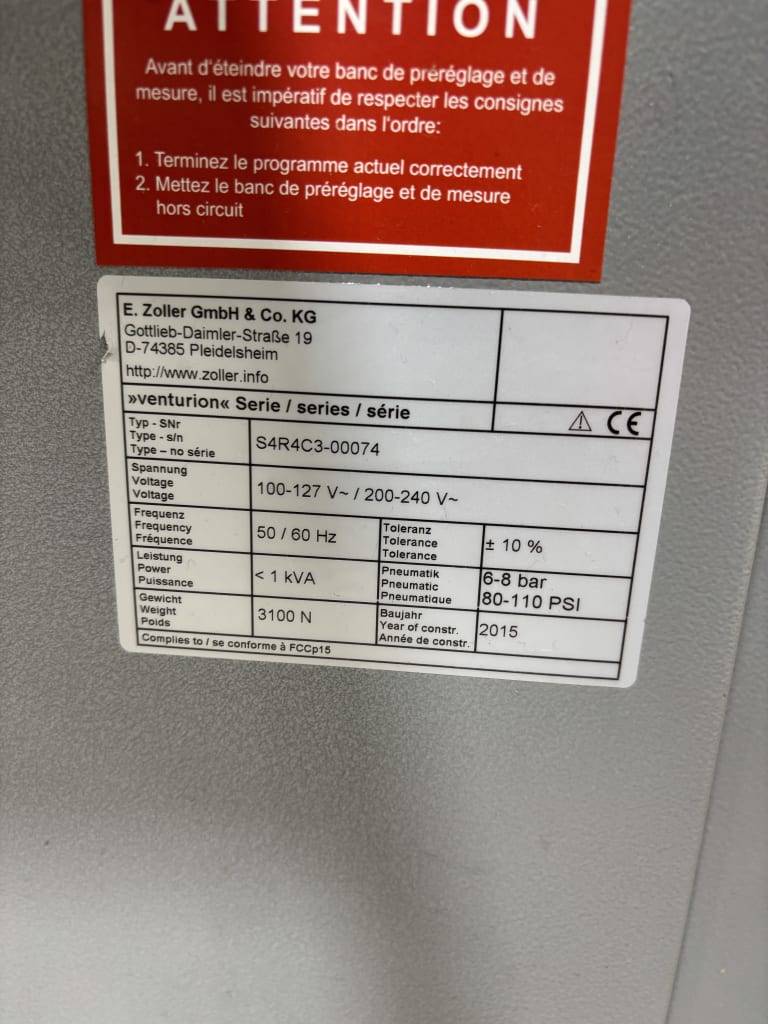 ATTENTION
Avant d'éteindre votre banc de préréglage et de
mesure, il est impératif de respecter les consignes
suivantes dans l'ordre:
1. Terminez le programme actuel correctement
2. Mettez le banc de préréglage et de mesure
hors circuit
E. Zoller GmbH & Co. KG
Gottlieb-Daimler-Straße 19
D-74385 Pleidelsheim
http://www.zoller.info
»venturion« Serie / series / série
CE
Typ - SNr
Type - s/n
Type – no série
S4R4C3-00074
Spannung
Voltage
Voltage
100-127 V~ / 200-240 V~
Frequenz
Frequency
Fréquence
50 / 60 Hz
Toleranz
Tolerance
Tolerance
± 10 %
Leistung
Power
Puissance
< 1 kVA
Pneumatik
Pneumatic
Pneumatique
6-8 bar
80-110 PSI
Gewicht
Weight
Poids
3100 N
Baujahr
Year of constr.
Année de constr.
2015
Complies to / se conforme à FCCp15